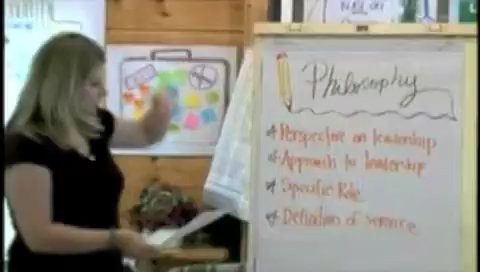 Philosophy
* Perspective on leadership
* Approach to leadership
* Specific Role
* Definition of service